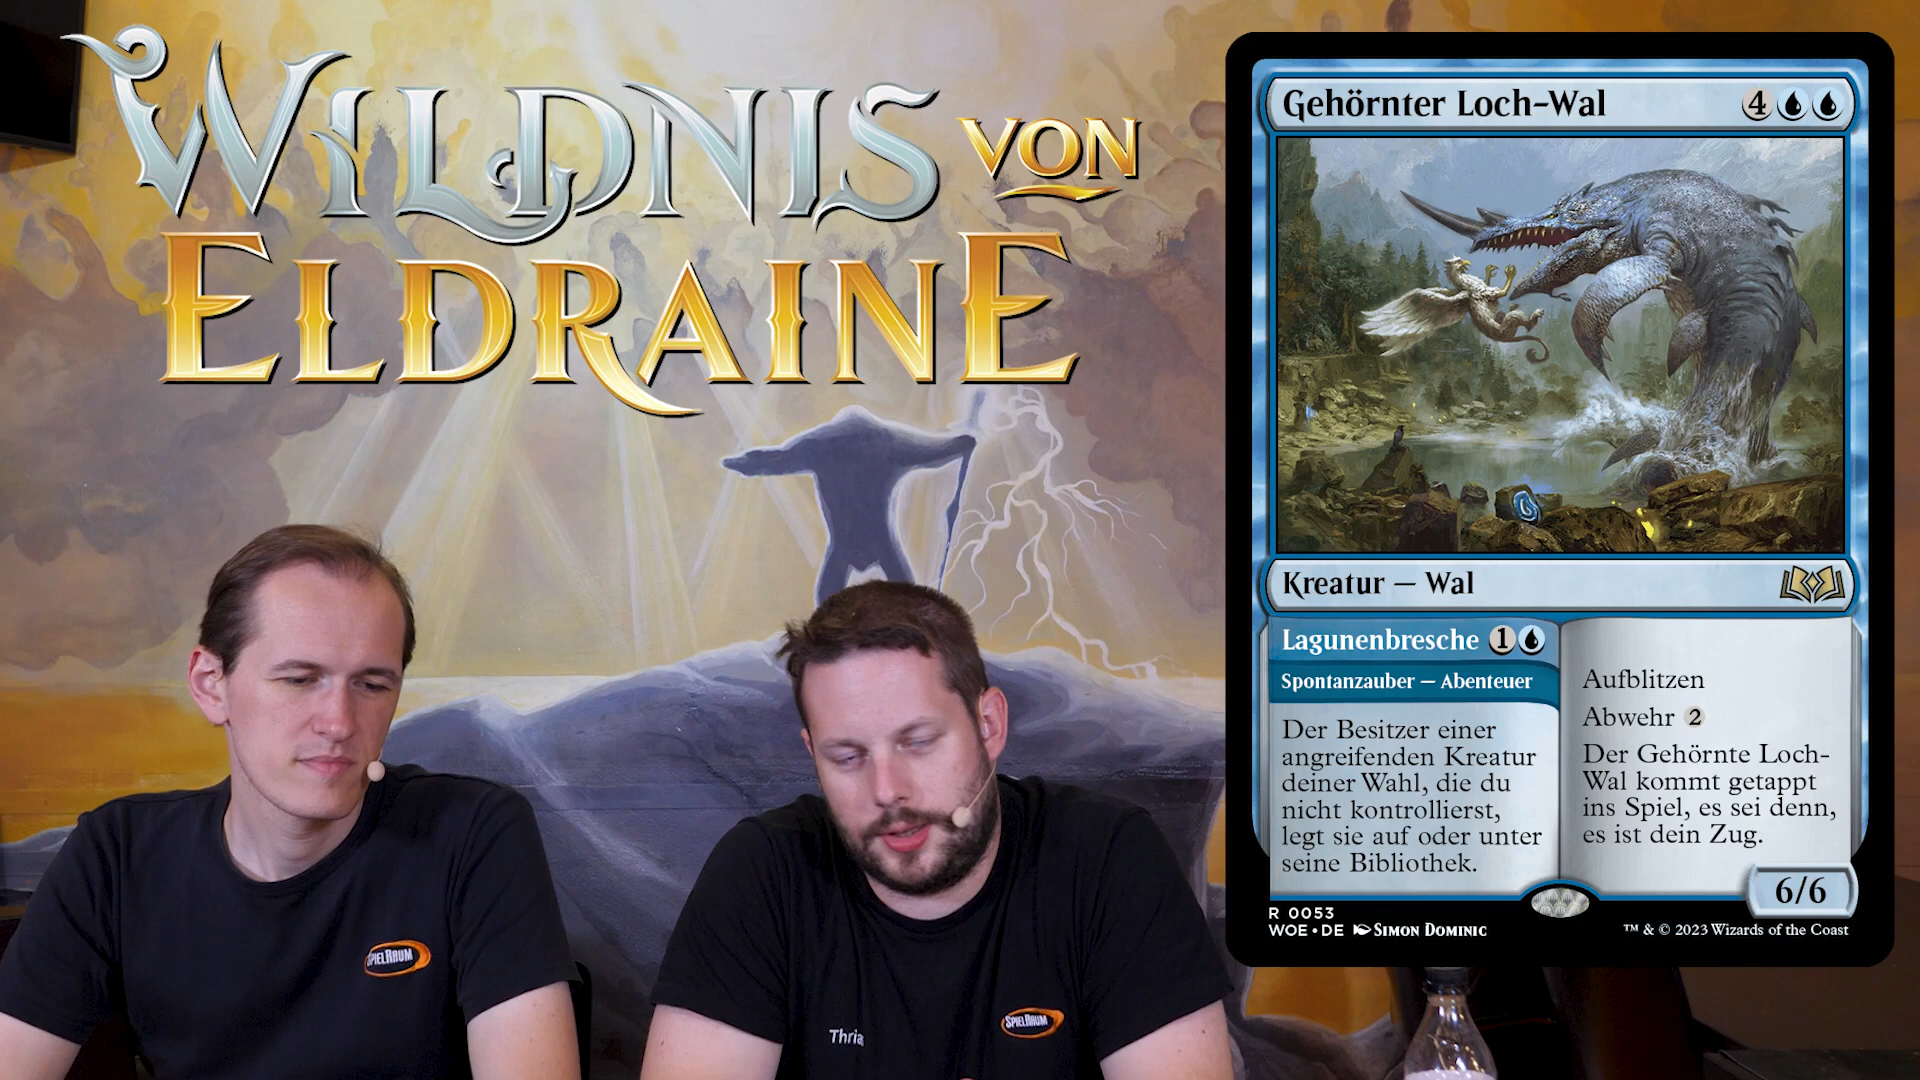 WILDNIS VON
ELDRAINE
Gehörnter Loch-Wal 4
Kreatur — Wal
Lagunenbresche 1
Spontanzauber — Abenteuer
Der Besitzer einer
angreifenden Kreatur
deiner Wahl, die du
nicht kontrollierst,
legt sie auf oder unter
seine Bibliothek.
Aufblitzen
Abwehr 2
Der Gehörnte Loch-
Wal kommt getappt
ins Spiel, es sei denn,
es ist dein Zug.
6/6
R 0053
WOE • DE SIMON DOMINIC
™ & © 2023 Wizards of the Coast
SPIELRAUM
SPIELRAUM